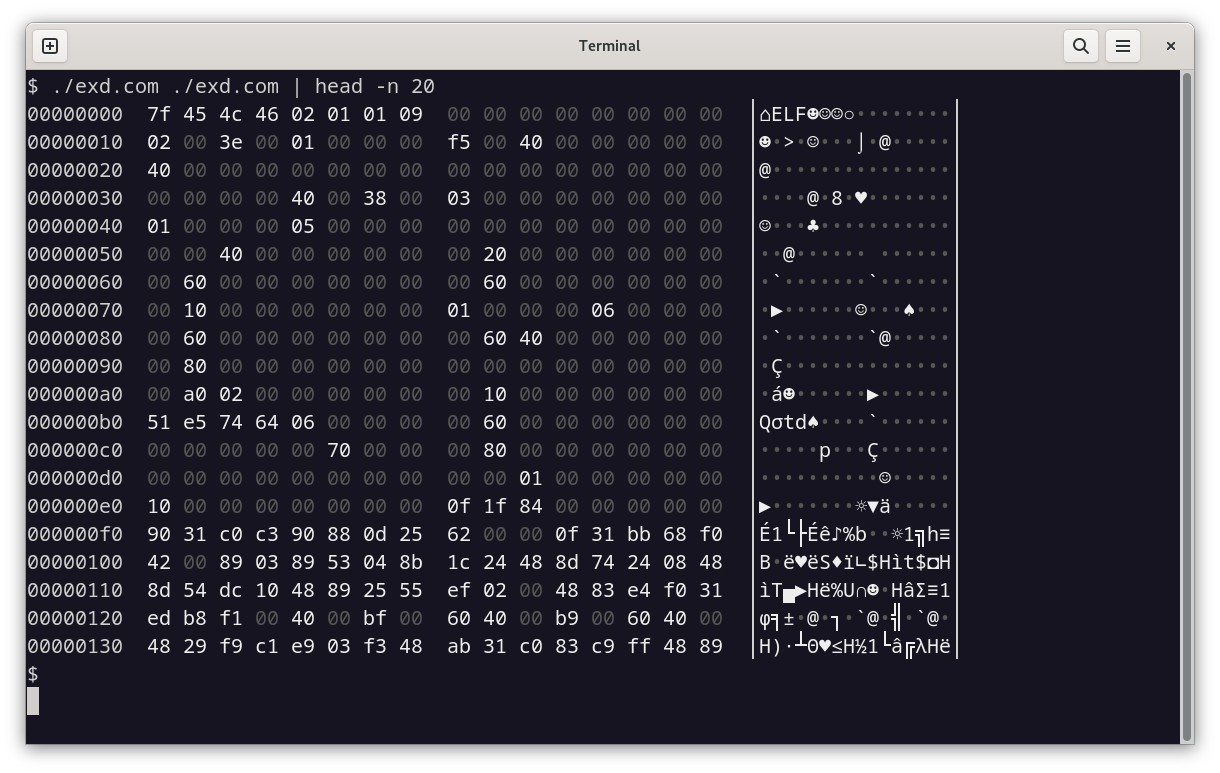 Terminal
$ ./exd.com ./exd.com | head -n 20
00000000  7f 45 4c 46 02 01 01 09  00 00 00 00 00 00 00 00  │⌂ELF☻☺☺○········│
00000010  02 00 3e 00 01 00 00 00  f5 00 40 00 00 00 00 00  │☻·>·☺···⌡·@·····│
00000020  40 00 00 00 00 00 00 00  00 00 00 00 00 00 00 00  │@···············│
00000030  00 00 00 00 40 00 38 00  03 00 00 00 00 00 00 00  │····@·8·♥·······│
00000040  01 00 00 00 05 00 00 00  00 00 00 00 00 00 00 00  │☺···♣···········│
00000050  00 00 40 00 00 00 00 00  00 20 00 00 00 00 00 00  │··@······ ······│
00000060  00 60 00 00 00 00 00 00  00 60 00 00 00 00 00 00  │·`·······`······│
00000070  00 10 00 00 00 00 00 00  01 00 00 00 06 00 00 00  │·►······☺···♠···│
00000080  00 60 00 00 00 00 00 00  00 60 40 00 00 00 00 00  │·`·······`@·····│
00000090  00 80 00 00 00 00 00 00  00 00 00 00 00 00 00 00  │·Ç··············│
000000a0  00 a0 02 00 00 00 00 00  00 10 00 00 00 00 00 00  │·á☻······►······│
000000b0  51 e5 74 64 06 00 00 00  00 60 00 00 00 00 00 00  │Qσtd♠····`······│
000000c0  00 00 00 00 00 70 00 00  00 80 00 00 00 00 00 00  │·····p···Ç······│
000000d0  00 00 00 00 00 00 00 00  00 00 01 00 00 00 00 00  │··········☺·····│
000000e0  10 00 00 00 00 00 00 00  0f 1f 84 00 00 00 00 00  │►·······☼▼ä·····│
000000f0  90 31 c0 c3 90 88 0d 25  62 00 00 0f 31 bb 68 f0  │É1└├Éê♪%b··☼1╗h≡│
00000100  42 00 89 03 89 53 04 8b  1c 24 48 8d 74 24 08 48  │B·ë♥ëS♦ï∟$Hìt$◘H│
00000110  8d 54 dc 10 48 89 25 55  ef 02 00 48 83 e4 f0 31  │ìT▄►Hë%U∩☻·HâΣ≡1│
00000120  ed b8 f1 00 40 00 bf 00  60 40 00 b9 00 60 40 00  │φ╕±·@·┐·`@·╣·`@·│
00000130  48 29 f9 c1 e9 03 f3 48  ab 31 c0 83 c9 ff 48 89  │H)∙┴Θ♥≤H½1└â╔λHë│
$